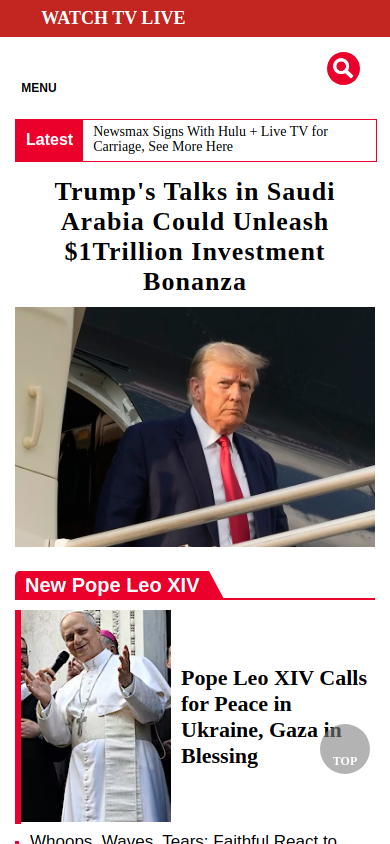 WATCH TV LIVE
MENU
Latest
Newsmax Signs With Hulu + Live TV for
Carriage, See More Here
Trump's Talks in Saudi
Arabia Could Unleash
$1Trillion Investment
Bonanza
New Pope Leo XIV
Pope Leo XIV Calls
for Peace in
Ukraine, Gaza in
Blessing
TOP
Whoops, Waves, Tears: Faithful React to